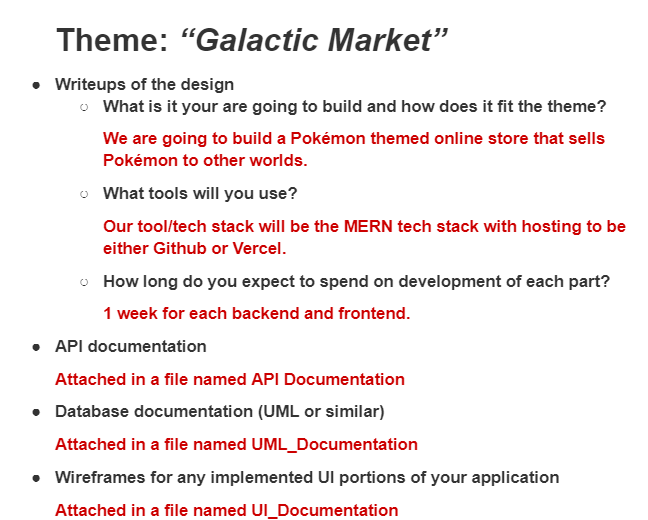 Theme: “Galactic Market”
● Writeups of the design
○ What is it your are going to build and how does it fit the theme?
We are going to build a Pokémon themed online store that sells
Pokémon to other worlds.
○ What tools will you use?
Our tool/tech stack will be the MERN tech stack with hosting to be
either Github or Vercel.
○ How long do you expect to spend on development of each part?
1 week for each backend and frontend.
● API documentation
Attached in a file named API Documentation
● Database documentation (UML or similar)
Attached in a file named UML_Documentation
● Wireframes for any implemented UI portions of your application
Attached in a file named UI_Documentation